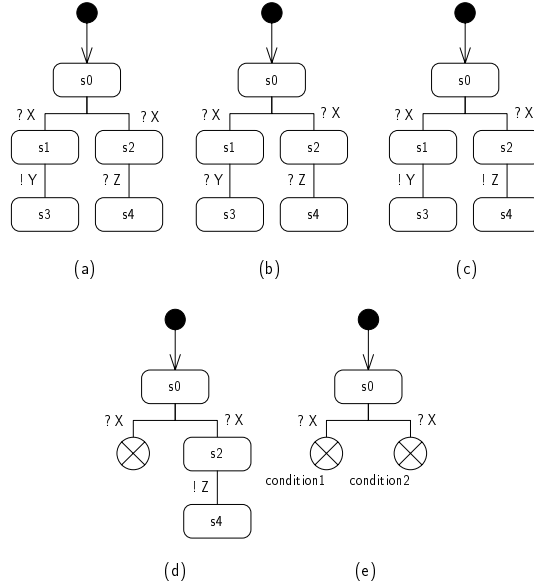 s0 s0 s0
? X ? X ? X ? X ? X ? X
s1 s2 s1 s2 s1 s2
! Y ? Z ? Y ? Z ! Y ! Z
s3 s4 s3 s4 s3 s4
(a) (b) (c)
s0 s0
? X ? X ? X ? X
s2
condition1 condition2
! Z
s4
(d) (e)